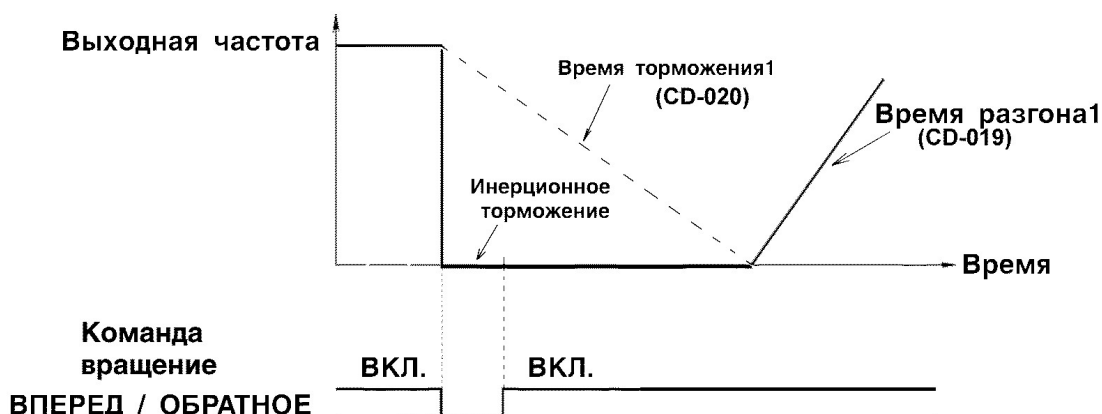 Выходная частота
Время торможения1
(CD-020)
Время разгона1
(CD-019)
Инерционное
торможение
Время
Команда
вращение
ВКЛ.
ВКЛ.
ВПЕРЕД / ОБРАТНОЕ